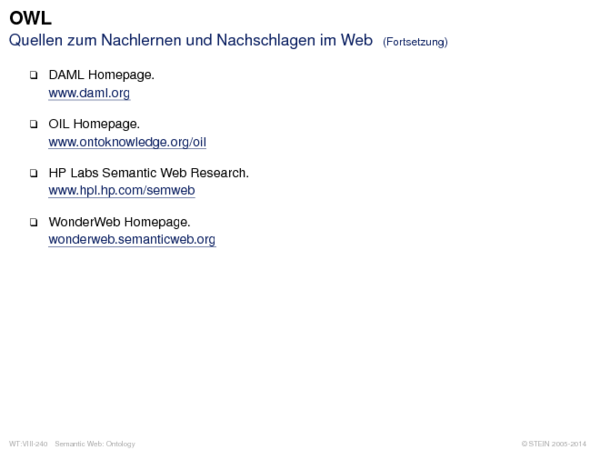 OWL
Quellen zum Nachlernen und Nachschlagen im Web (Fortsetzung)
❑ DAML Homepage.
www.daml.org
❑ OIL Homepage.
www.ontoknowledge.org/oil
❑ HP Labs Semantic Web Research.
www.hpl.hp.com/semweb
❑ WonderWeb Homepage.
wonderweb.semanticweb.org
WT:VIII-240 Semantic Web: Ontology © STEIN 2005-2014